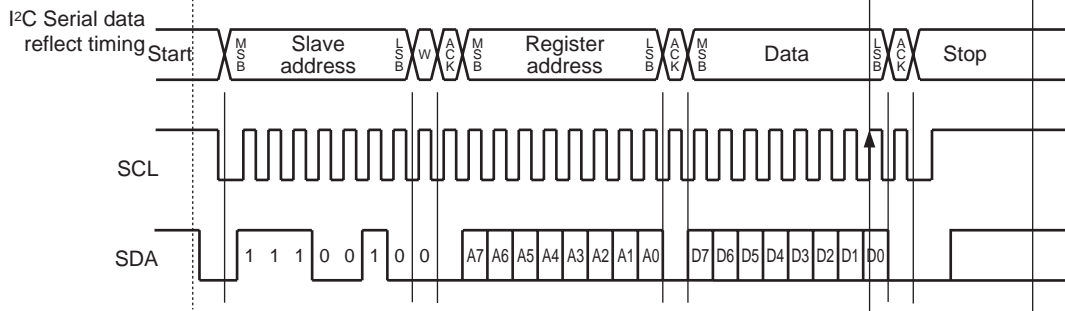 I²C Serial data
reflect timing
Start MSB Slave address LSB W ACK MSB Register address LSB ACK MSB Data LSB ACK Stop
SCL
SDA 1 1 1 0 0 1 0 0 A7 A6 A5 A4 A3 A2 A1 A0 D7 D6 D5 D4 D3 D2 D1 D0